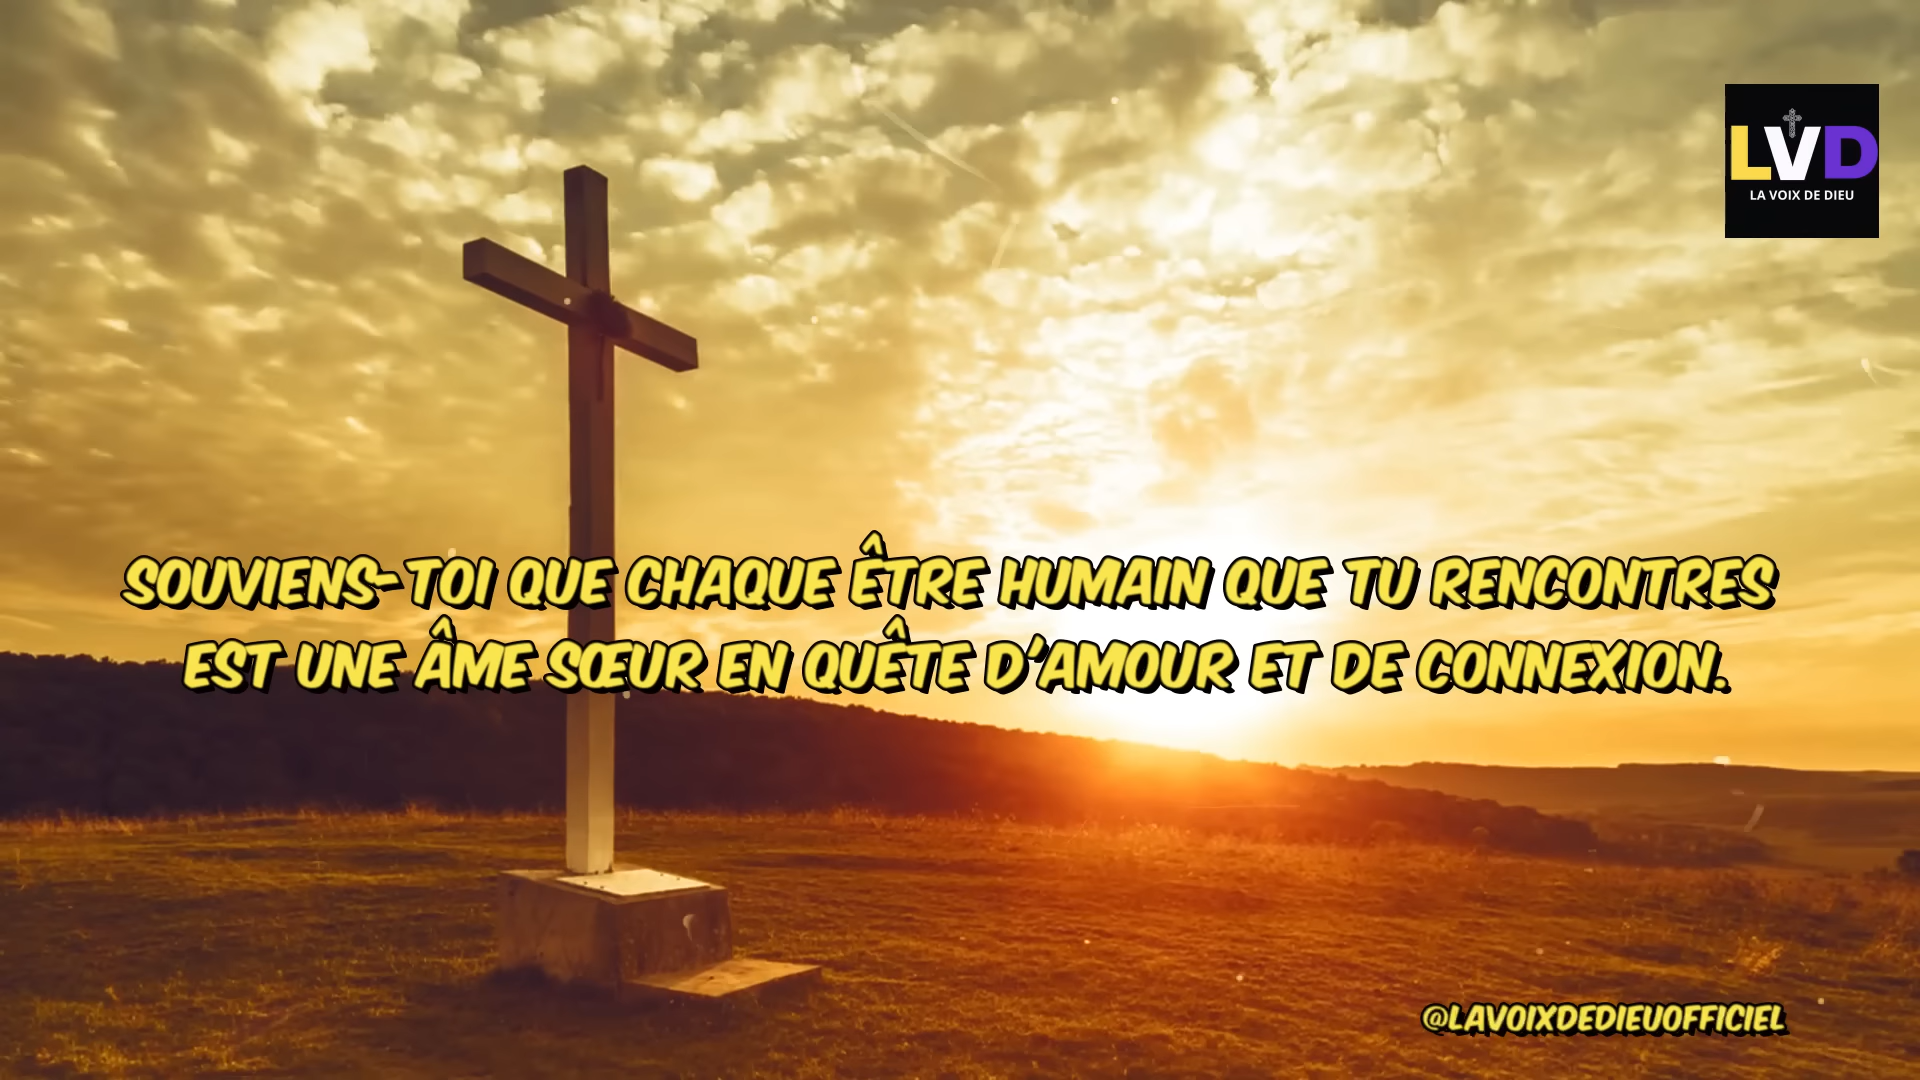 LVD
LA VOIX DE DIEU
SOUVIENS-TOI QUE CHAQUE ÊTRE HUMAIN QUE TU RENCONTRES
EST UNE ÂME SŒUR EN QUÊTE D'AMOUR ET DE CONNEXION.
@LAVOIXDEDIEUOFFICIEL